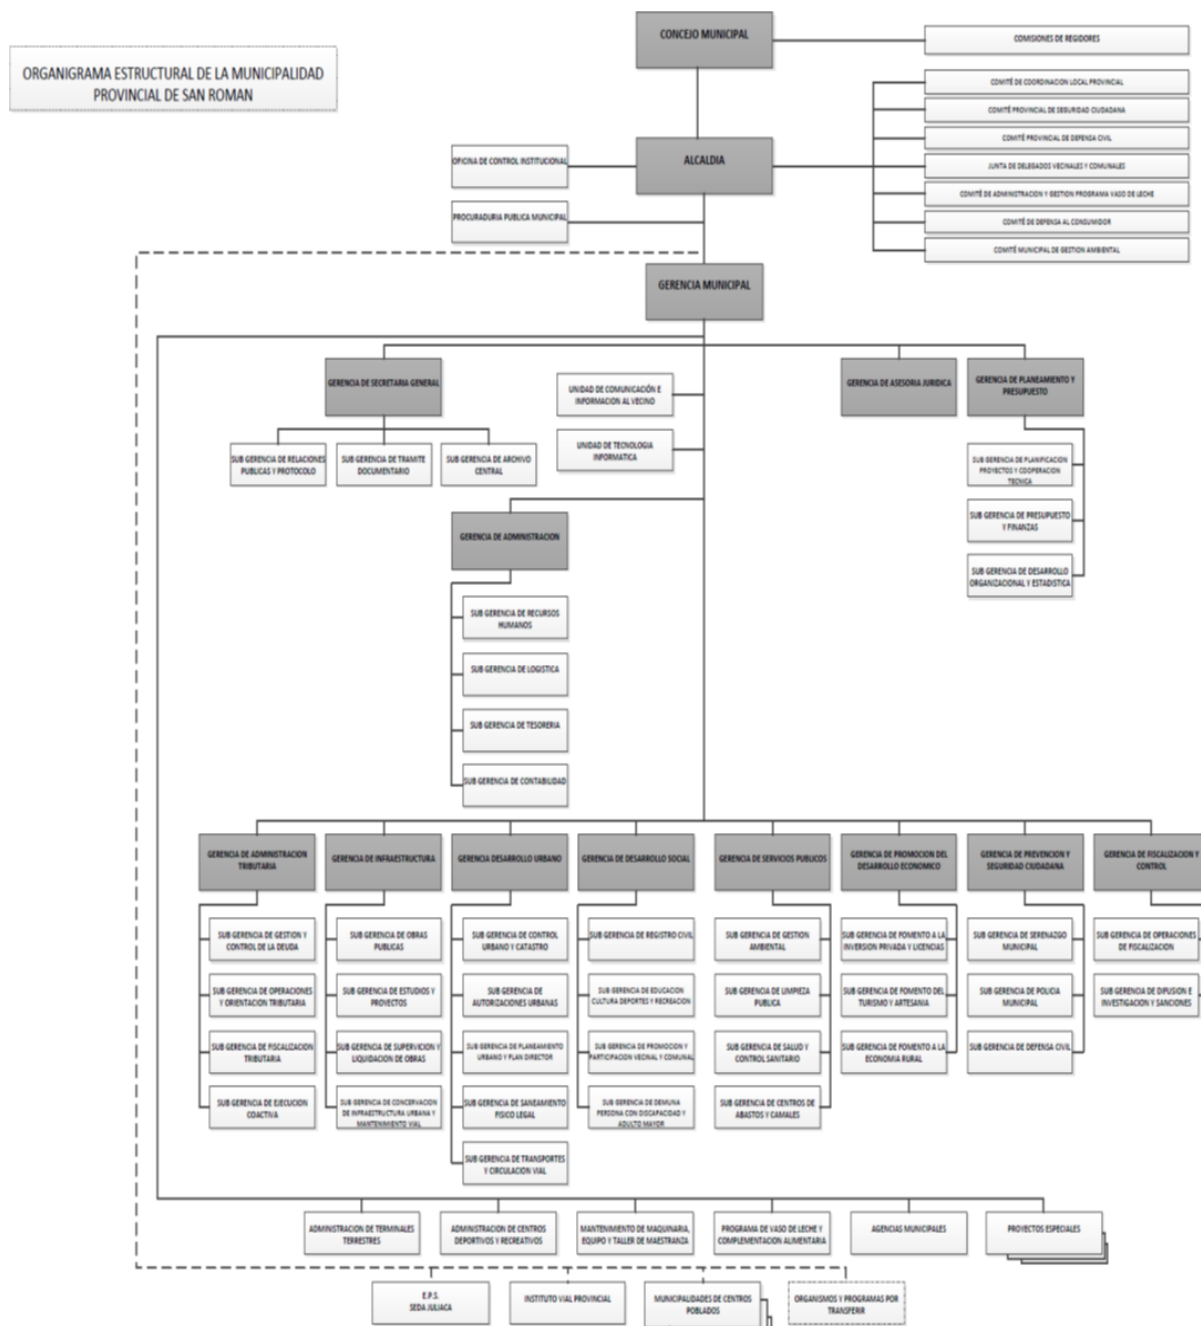 CONCEJO MUNICIPAL
COMISIONES DE REGIDORES
ORGANIGRAMA ESTRUCTURAL DE LA MUNICIPALIDAD
PROVINCIAL DE SAN ROMAN
COMITÉ DE COORDINACION LOCAL PROVINCIAL
COMITÉ PROVINCIAL DE SEGURIDAD CIUDADANA
COMITÉ PROVINCIAL DE DEFENSA CIVIL
JUNTA DE DELEGADOS VECINALES Y COMUNALES
COMITÉ DE ADMINISTRACION Y GESTION PROGRAMA VASO DE LECHE
COMITÉ DE DEFENSA AL CONSUMIDOR
COMITÉ MUNICIPAL DE GESTION AMBIENTAL
OFICINA DE CONTROL INSTITUCIONAL
ALCALDIA
PROCURADURIA PUBLICA MUNICIPAL
GERENCIA MUNICIPAL
GERENCIA DE SECRETARIA GENERAL
UNIDAD DE COMUNICACIÓN E
INFORMACION AL VECINO
GERENCIA DE ASESORIA JURIDICA
GERENCIA DE PLANEAMIENTO Y
PRESUPUESTO
SUB GERENCIA DE RELACIONES
PUBLICAS Y PROTOCOLO
SUB GERENCIA DE TRAMITE
DOCUMENTARIO
SUB GERENCIA DE ARCHIVO
CENTRAL
UNIDAD DE TECNOLOGIA
INFORMATICA
SUB GERENCIA DE PLANIFICACION
PROYECTOS Y COOPERACION
TECNICA
SUB GERENCIA DE PRESUPUESTO
Y FINANZAS
SUB GERENCIA DE DESARROLLO
ORGANIZACIONAL Y ESTADISTICA
GERENCIA DE ADMINISTRACION
SUB GERENCIA DE RECURSOS
HUMANOS
SUB GERENCIA DE LOGISTICA
SUB GERENCIA DE TESORERIA
SUB GERENCIA DE CONTABILIDAD
GERENCIA DE ADMINISTRACION
TRIBUTARIA
SUB GERENCIA DE GESTION Y
CONTROL DE LA DEUDA
SUB GERENCIA DE OPERACIONES
Y ORIENTACION TRIBUTARIA
SUB GERENCIA DE FISCALIZACION
TRIBUTARIA
SUB GERENCIA DE EJECUCION
COACTIVA
GERENCIA DE INFRAESTRUCTURA
SUB GERENCIA DE OBRAS
PUBLICAS
SUB GERENCIA DE ESTUDIOS Y
PROYECTOS
SUB GERENCIA DE SUPERVISION Y
LIQUIDACION DE OBRAS
SUB GERENCIA DE CONCERVACION
DE INFRAESTRUCTURA URBANA Y
MANTENIMIENTO VIAL
GERENCIA DESARROLLO URBANO
SUB GERENCIA DE CONTROL
URBANO Y CATASTRO
SUB GERENCIA DE
AUTORIZACIONES URBANAS
SUB GERENCIA DE PLANEAMIENTO
URBANO Y PLAN DIRECTOR
SUB GERENCIA DE SANEAMIENTO
FISICO LEGAL
SUB GERENCIA DE TRANSPORTES
Y CIRCULACION VIAL
GERENCIA DE DESARROLLO SOCIAL
SUB GERENCIA DE REGISTRO CIVIL
SUB GERENCIA DE EDUCACION
CULTURA DEPORTES Y RECREACION
SUB GERENCIA DE PROMOCION Y
PARTICIPACION VECINAL Y COMUNAL
SUB GERENCIA DE DEMUNA
PERSONA CON DISCAPACIDAD Y
ADULTO MAYOR
GERENCIA DE SERVICIOS PUBLICOS
SUB GERENCIA DE GESTION
AMBIENTAL
SUB GERENCIA DE LIMPIEZA
PUBLICA
SUB GERENCIA DE SALUD Y
CONTROL SANITARIO
SUB GERENCIA DE CENTROS DE
ABASTOS Y CAMALES
GERENCIA DE PROMOCION DEL
DESARROLLO ECONOMICO
SUB GERENCIA DE FOMENTO A LA
INVERSION PRIVADA Y LICENCIAS
SUB GERENCIA DE FOMENTO DEL
TURISMO Y ARTESANIA
SUB GERENCIA DE FOMENTO A LA
ECONOMIA RURAL
GERENCIA DE PREVENCION Y
SEGURIDAD CIUDADANA
SUB GERENCIA DE SERENAZGO
MUNICIPAL
SUB GERENCIA DE POLICIA
MUNICIPAL
SUB GERENCIA DE DEFENSA CIVIL
GERENCIA DE FISCALIZACION Y
CONTROL
SUB GERENCIA DE OPERACIONES
DE FISCALIZACION
SUB GERENCIA DE DIFUSION E
INVESTIGACION Y SANCIONES
ADMINISTRACION DE TERMINALES
TERRESTRES
ADMINISTRACION DE CENTROS
DEPORTIVOS Y RECREATIVOS
MANTENIMIENTO DE MAQUINARIA,
EQUIPO Y TALLER DE MAESTRANZA
PROGRAMA DE VASO DE LECHE Y
COMPLEMENTACION ALIMENTARIA
AGENCIAS MUNICIPALES
PROYECTOS ESPECIALES
E.P.S.
SEDA JULIACA
INSTITUTO VIAL PROVINCIAL
MUNICIPALIDADES DE CENTROS
POBLADOS
ORGANISMOS Y PROGRAMAS POR
TRANSFERIR